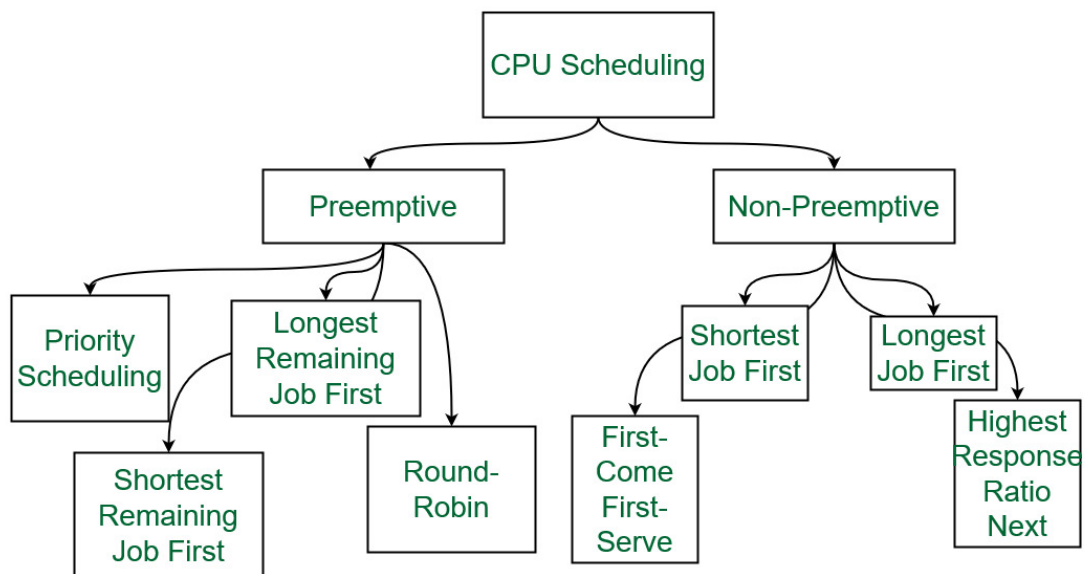 CPU Scheduling
Preemptive
Non-Preemptive
Priority
Scheduling
Longest
Remaining
Job First
Shortest
Job First
Longest
Job First
Shortest
Remaining
Job First
Round-
Robin
First-
Come
First-
Serve
Highest
Response
Ratio
Next